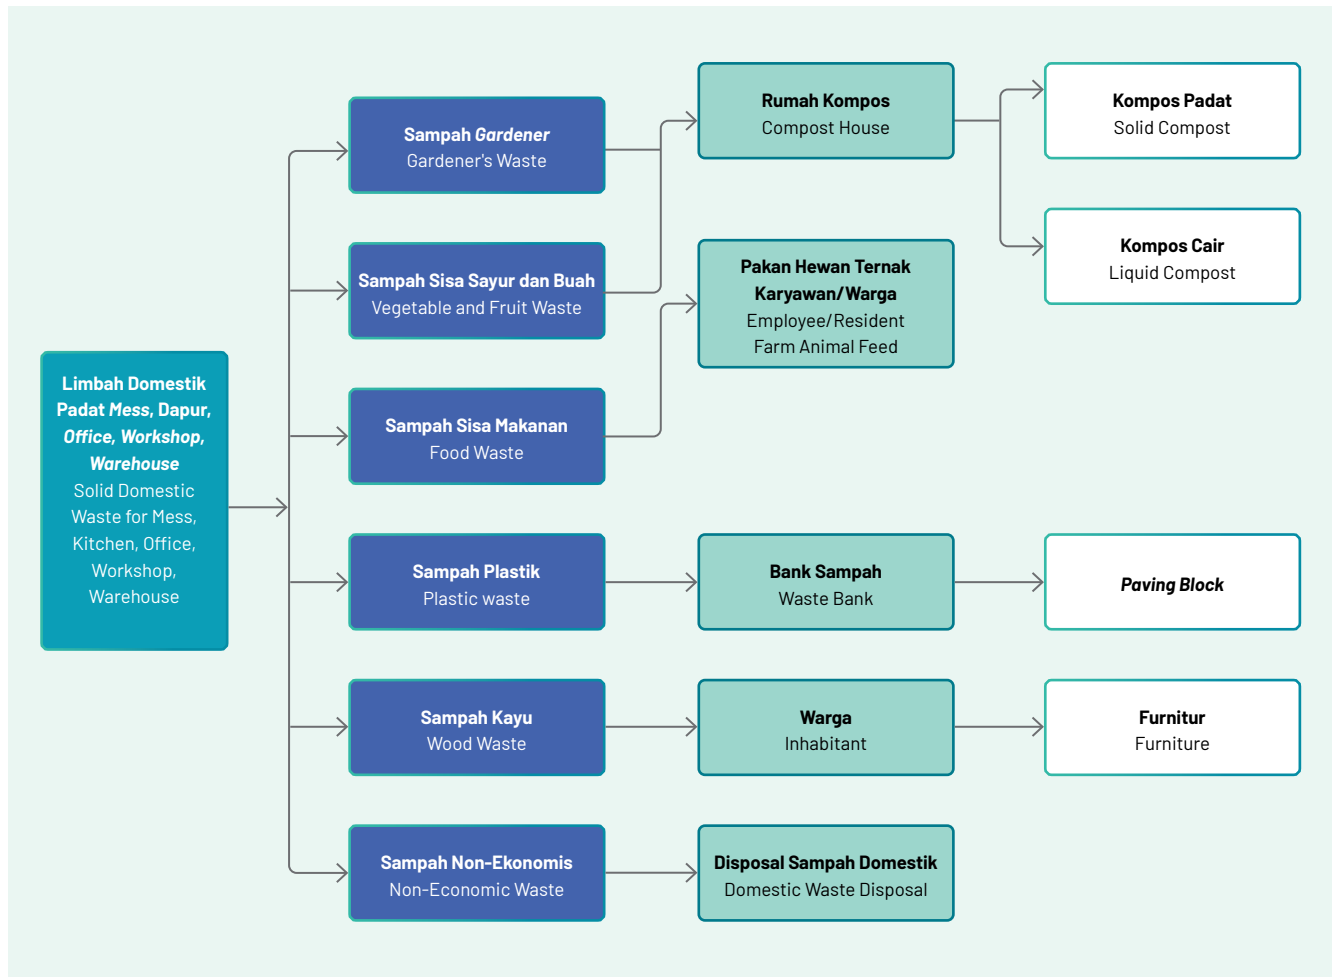 Limbah Domestik
Padat Mess, Dapur,
Office, Workshop,
Warehouse
Solid Domestic
Waste for Mess,
Kitchen, Office,
Workshop,
Warehouse
Sampah Gardener
Gardener's Waste
Sampah Sisa Sayur dan Buah
Vegetable and Fruit Waste
Sampah Sisa Makanan
Food Waste
Sampah Plastik
Plastic waste
Sampah Kayu
Wood Waste
Sampah Non-Ekonomis
Non-Economic Waste
Rumah Kompos
Compost House
Pakan Hewan Ternak
Karyawan/Warga
Employee/Resident
Farm Animal Feed
Bank Sampah
Waste Bank
Warga
Inhabitant
Disposal Sampah Domestik
Domestic Waste Disposal
Kompos Padat
Solid Compost
Kompos Cair
Liquid Compost
Paving Block
Furnitur
Furniture